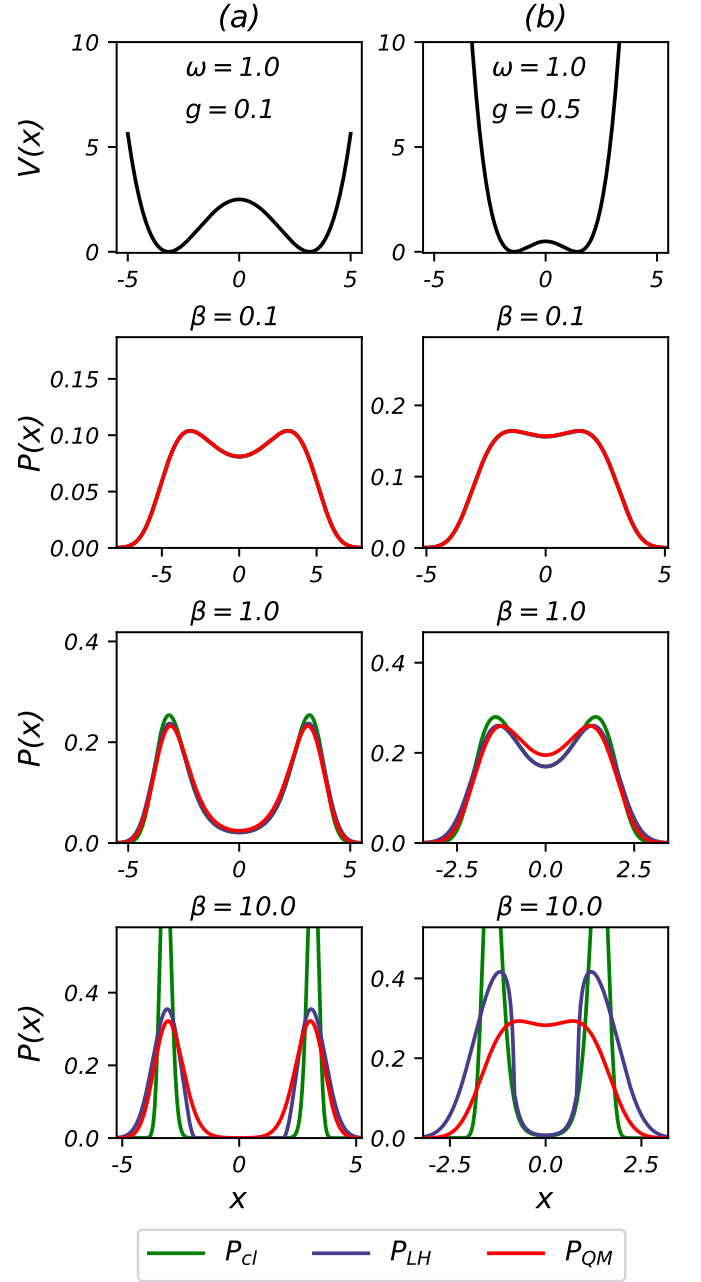 (a) (b)
V(x)
ω = 1.0 ω = 1.0
g = 0.1 g = 0.5
10 10
5 5
0 0
-5 0 5 -5 0 5
β = 0.1 β = 0.1
P(x)
0.15
0.10
0.05
0.00
0.2
0.1
0.0
-5 0 5 -5 0 5
β = 1.0 β = 1.0
P(x)
0.4 0.4
0.2 0.2
0.0 0.0
-5 0 5 -2.5 0.0 2.5
β = 10.0 β = 10.0
P(x)
0.4 0.4
0.2 0.2
0.0 0.0
-5 0 5 -2.5 0.0 2.5
x x
P_cl P_LH P_QM